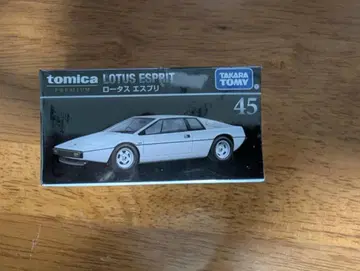 tomica LOTUS ESPRIT
PREMIUM ロータス エスプリ
TAKARA
TOMY
45